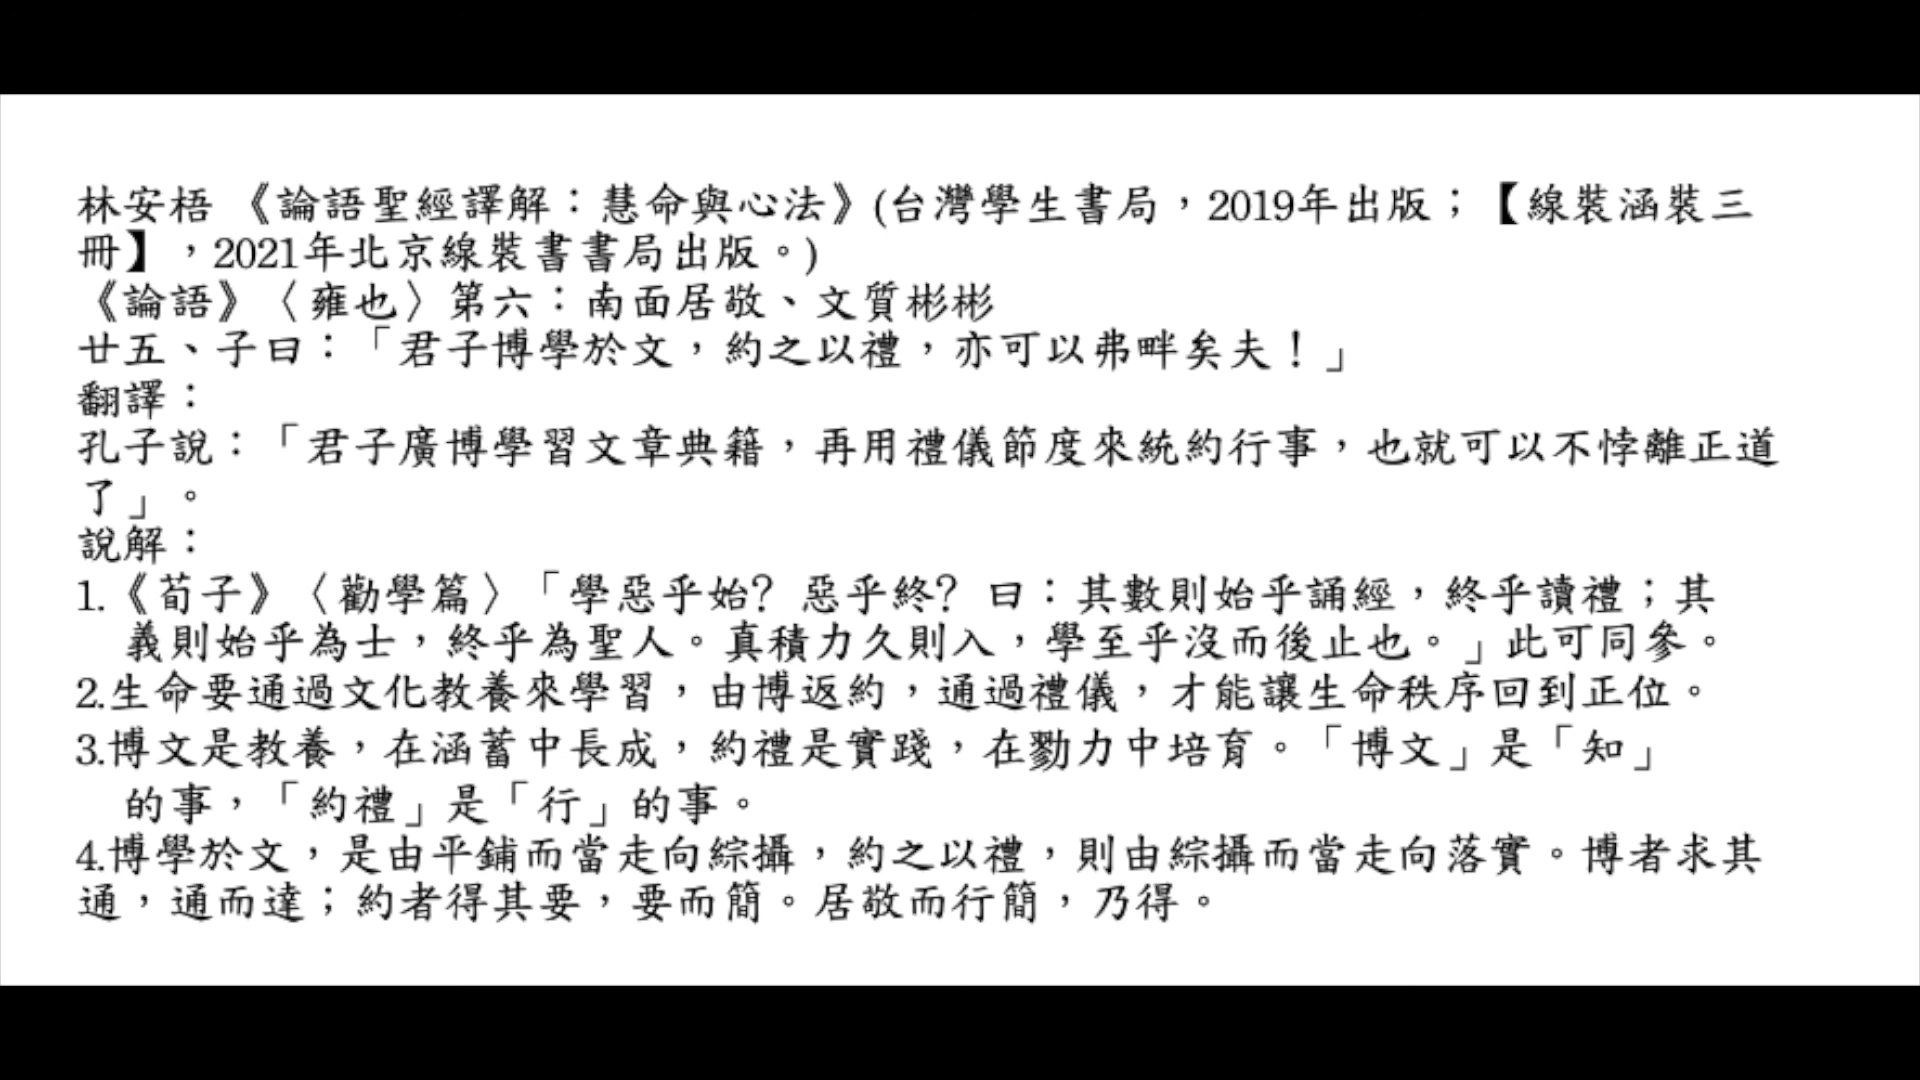 林安梧 《論語聖經譯解：慧命與心法》(台灣學生書局，2019年出版；【線裝涵裝三
冊】，2021年北京線裝書書局出版。)
《論語》〈雍也〉第六：南面居敬、文質彬彬
廿五、子曰：「君子博學於文，約之以禮，亦可以弗畔矣夫！」
翻譯：
孔子說：「君子廣博學習文章典籍，再用禮儀節度來統約行事，也就可以不悖離正道
了」。
說解：
1.《荀子》〈勸學篇〉「學惡乎始？惡乎終？曰：其數則始乎誦經，終乎讀禮；其
義則始乎為士，終乎為聖人。真積力久則入，學至乎沒而後止也。」此可同參。
2.生命要通過文化教養來學習，由博返約，通過禮儀，才能讓生命秩序回到正位。
3.博文是教養，在涵蓄中長成，約禮是實踐，在勠力中培育。「博文」是「知」
的事，「約禮」是「行」的事。
4.博學於文，是由平鋪而當走向綜攝，約之以禮，則由綜攝而當走向落實。博者求其
通，通而達；約者得其要，要而簡。居敬而行簡，乃得。